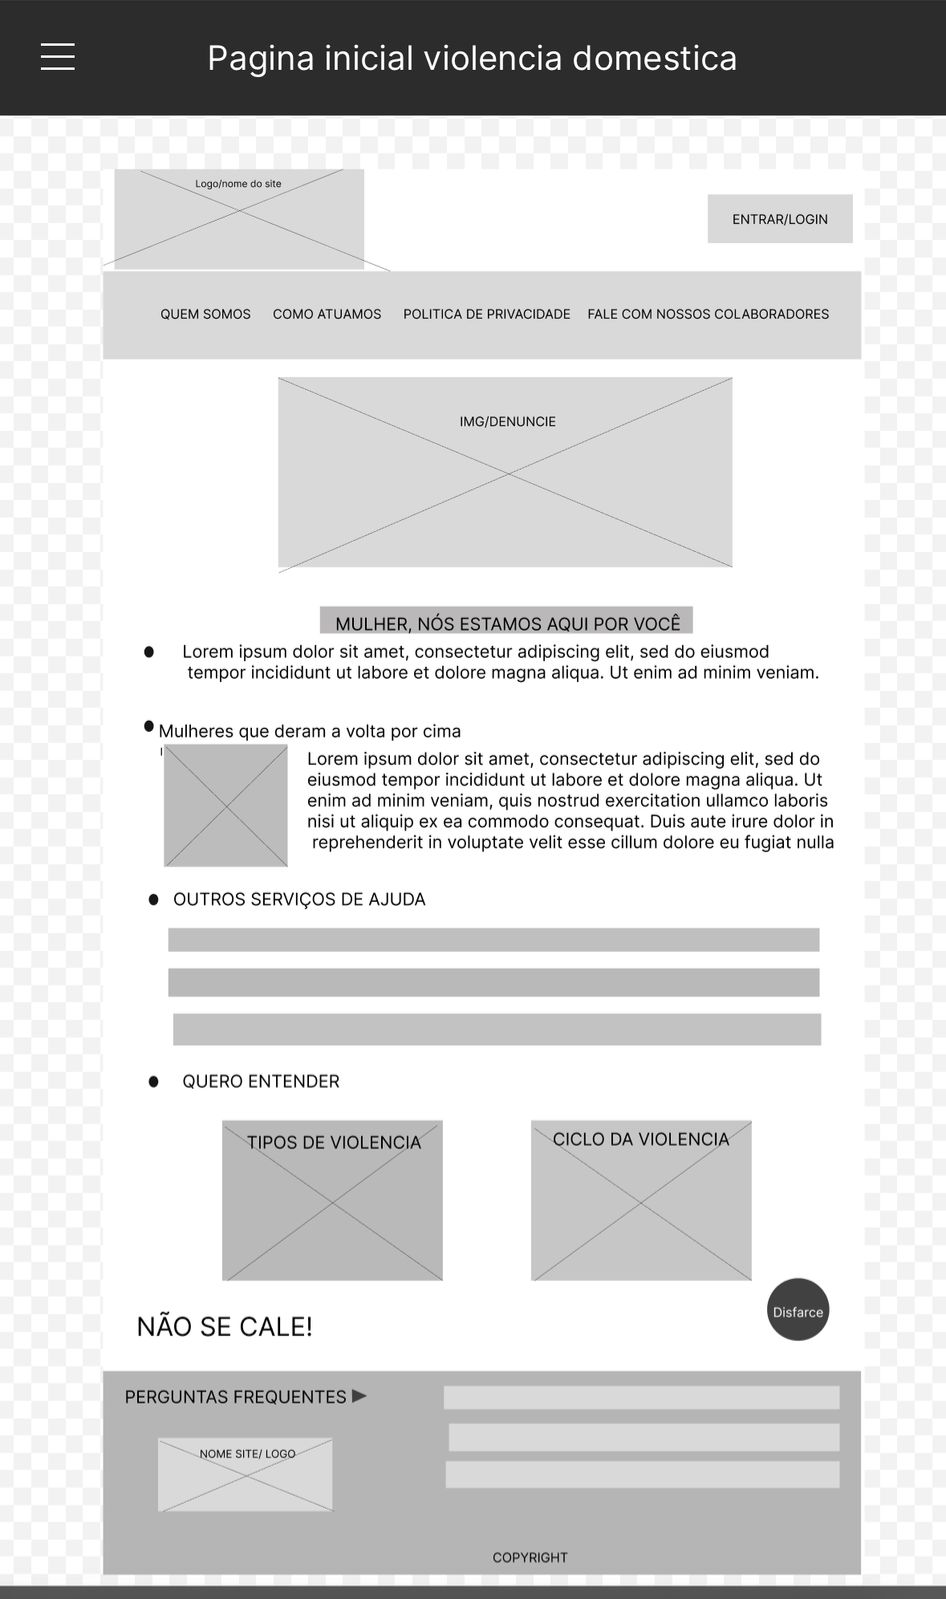 Pagina inicial violencia domestica
Logo/nome do site
ENTRAR/LOGIN
QUEM SOMOS COMO ATUAMOS POLITICA DE PRIVACIDADE FALE COM NOSSOS COLABORADORES
IMG/DENUNCIE
MULHER, NÓS ESTAMOS AQUI POR VOCÊ
Lorem ipsum dolor sit amet, consectetur adipiscing elit, sed do eiusmod
tempor incididunt ut labore et dolore magna aliqua. Ut enim ad minim veniam.
Mulheres que deram a volta por cima
Lorem ipsum dolor sit amet, consectetur adipiscing elit, sed do
eiusmod tempor incididunt ut labore et dolore magna aliqua. Ut
enim ad minim veniam, quis nostrud exercitation ullamco laboris
nisi ut aliquip ex ea commodo consequat. Duis aute irure dolor in
reprehenderit in voluptate velit esse cillum dolore eu fugiat nulla
OUTROS SERVIÇOS DE AJUDA
QUERO ENTENDER
TIPOS DE VIOLENCIA
CICLO DA VIOLENCIA
Disfarce
NÃO SE CALE!
PERGUNTAS FREQUENTES
NOME SITE/ LOGO
COPYRIGHT